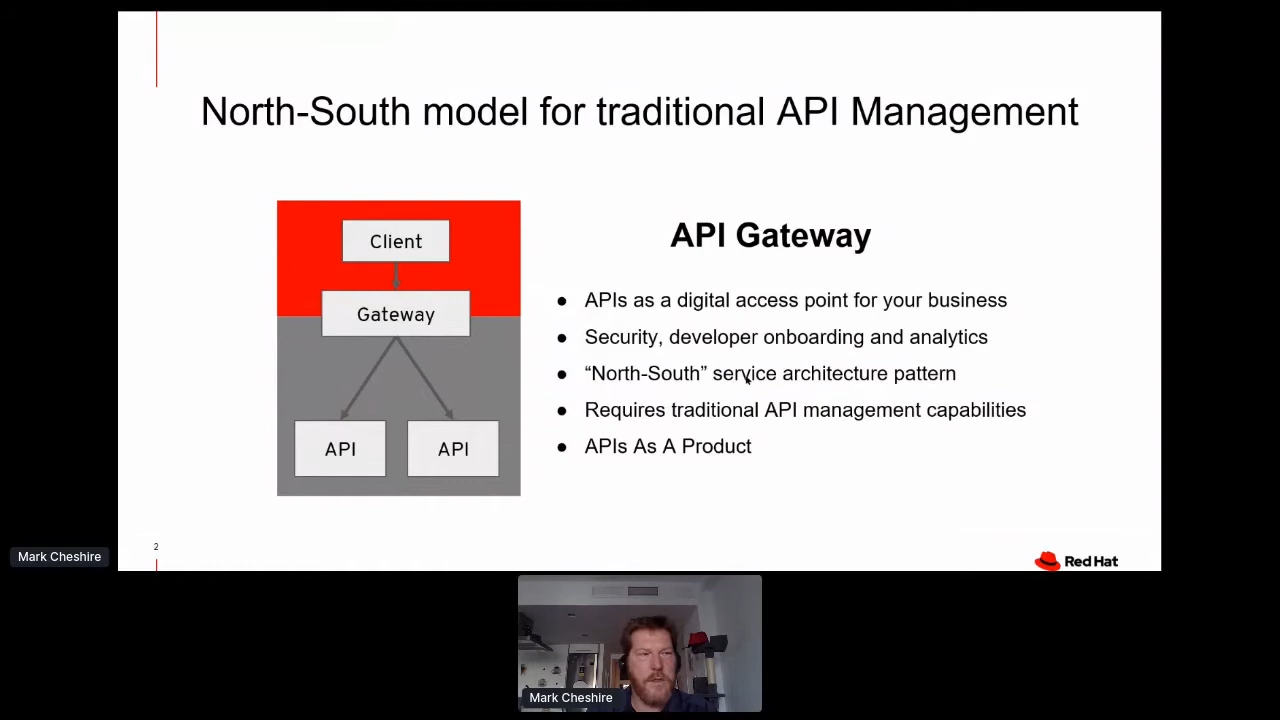 North-South model for traditional API Management
Client
Gateway
API
API
API Gateway
● APIs as a digital access point for your business
● Security, developer onboarding and analytics
● “North-South” service architecture pattern
● Requires traditional API management capabilities
● APIs As A Product
2
Red Hat
Mark Cheshire
Mark Cheshire